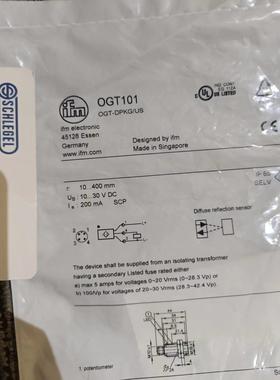 SCHLEGEL
ifm
OGT101
OGT-DPKG/US
ifm electronic
45128 Essen
Germany
www.ifm.com
Designed by ifm
Made in Singapore
UL US LISTED
r: 10...400 mm
UB: 10...30 V DC
Ia: 200 mA SCP
Diffuse reflection sensor
The device shall be supplied from an isolating transformer
having a secondary Listed fuse rated either
a) max 5 amps for voltages 0~20 Vrms (0~28.3 Vp) or
b) 100/Vp for voltages of 20~30 Vrms (28.3~42.4 Vp).
1. potentiometer